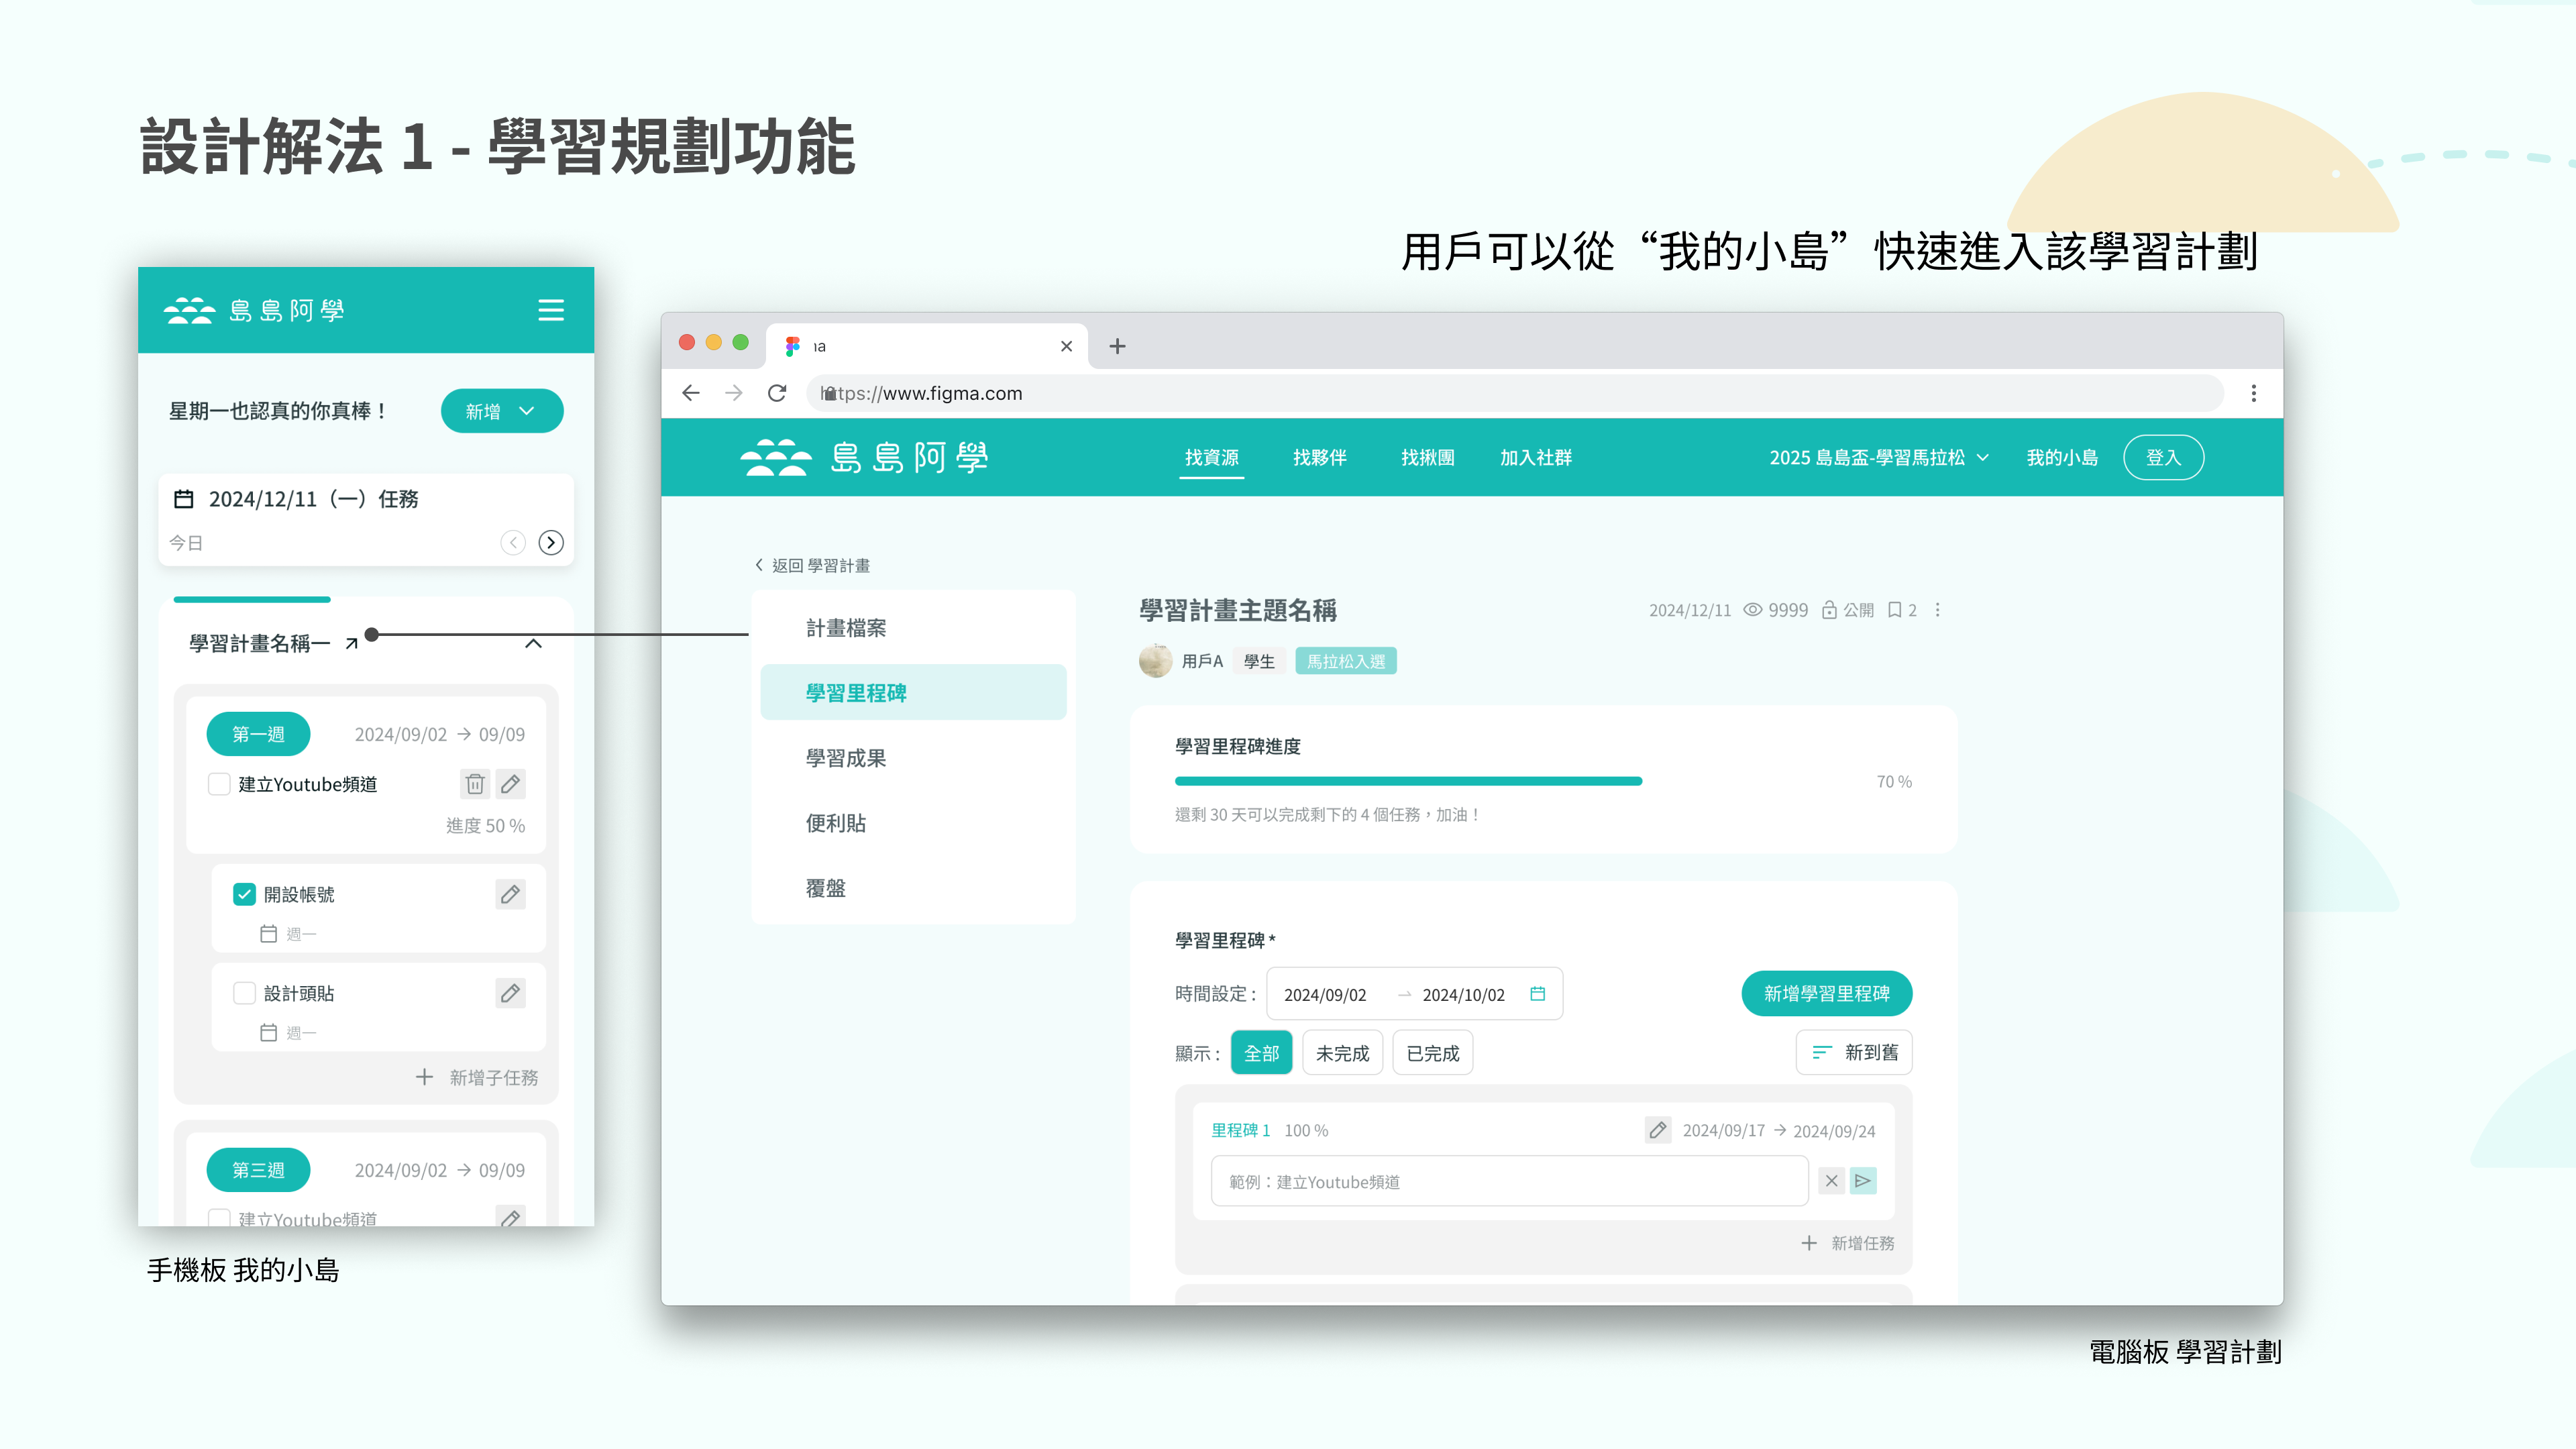 設計解法 1 - 學習規劃功能
用戶可以從“我的小島”快速進入該學習計劃
島島阿學
星期一也認真的你真棒！
新增
2024/12/11（一）任務
今日
學習計畫名稱一
第一週
2024/09/02 → 09/09
建立Youtube頻道
進度 50 %
開設帳號
週一
設計頭貼
週一
＋ 新增子任務
第三週
2024/09/02 → 09/09
建立Youtube頻道
手機板 我的小島
https://www.figma.com
島島阿學
找資源
找夥伴
找揪團
加入社群
2025 島島盃-學習馬拉松
我的小島
登入
返回 學習計畫
計畫檔案
學習里程碑
學習成果
便利貼
覆盤
學習計畫主題名稱
2024/12/11
9999
公開
2
用戶A
學生
馬拉松入選
學習里程碑進度
70 %
還剩 30 天可以完成剩下的 4 個任務，加油！
學習里程碑 *
時間設定 :
2024/09/02 → 2024/10/02
新增學習里程碑
顯示 :
全部
未完成
已完成
新到舊
里程碑 1
100 %
2024/09/17 → 2024/09/24
範例：建立Youtube頻道
＋ 新增任務
電腦板 學習計劃